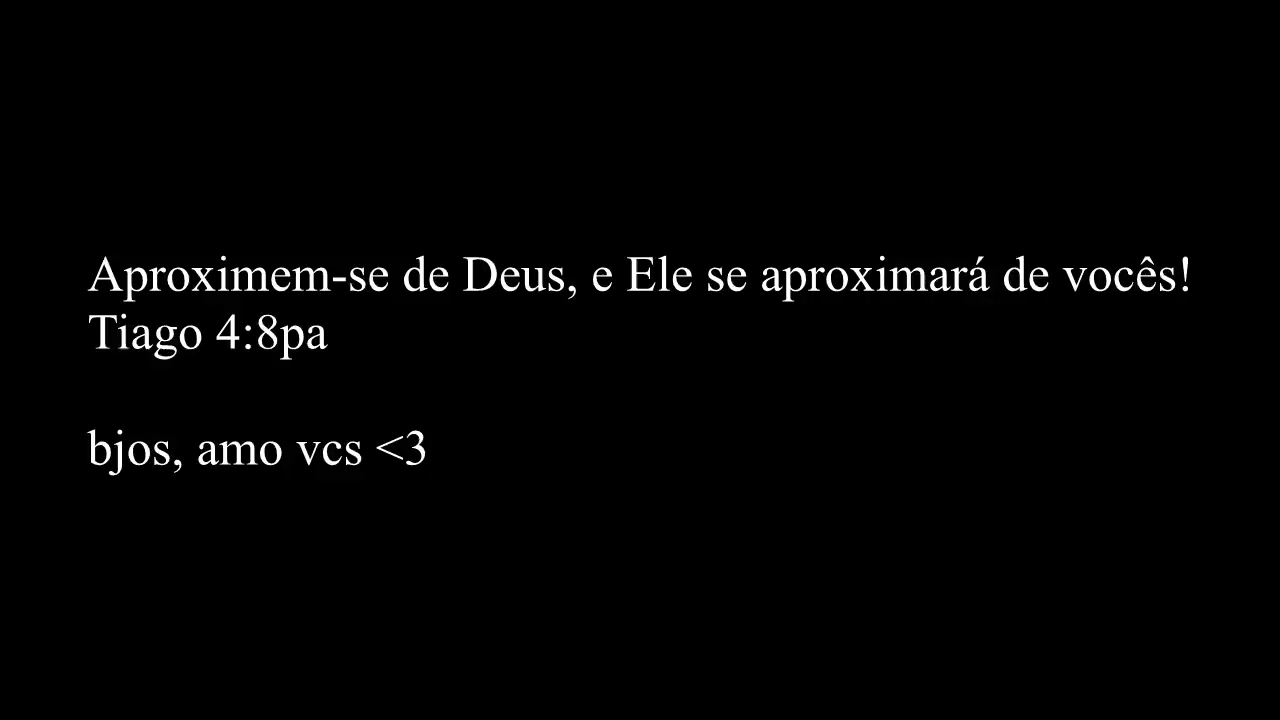 Aproximem-se de Deus, e Ele se aproximará de vocês!
Tiago 4:8pa
bjos, amo vcs <3